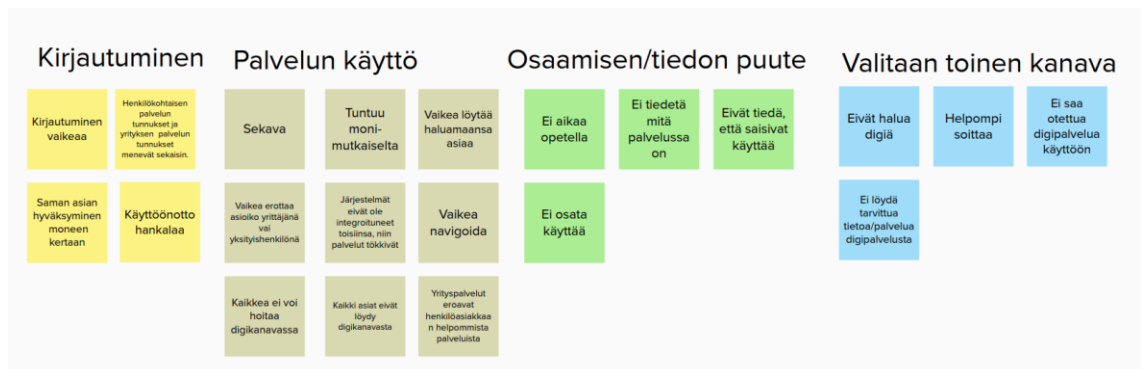 Kirjautuminen
Kirjautuminen
vaikeaa
Henkilökohtaisen
palvelun
tunnukset ja
yrityksen palvelun
tunnukset
menevät sekaisin.
Saman asian
hyväksyminen
moneen
kertaan
Käyttöönotto
hankalaa
Palvelun käyttö
Sekava
Tuntuu
moni-
mutkaiselta
Vaikea löytää
haluamaansa
asiaa
Vaikea erottaa
asioiko yrittäjänä
vai
yksityishenkilönä
Järjestelmät
eivät ole
integroituneet
toisiinsa, niin
palvelut tökkivät
Vaikea
navigoida
Kaikkea ei voi
hoitaa
digikanavassa
Kaikki asiat eivät
löydy
digikanavasta
Yrityspalvelut
eroavat
henkilöasiakkaa
n helpommista
palveluista
Osaamisen/tiedon puute
Ei aikaa
opetella
Ei tiedetä
mitä
palvelussa
on
Eivät tiedä,
että saisivat
käyttää
Ei osata
käyttää
Valitaan toinen kanava
Eivät halua
digiä
Helpompi
soittaa
Ei saa
otettua
digipalvelua
käyttöön
Ei löydä
tarvittua
tietoa/palvelua
digipalvelusta